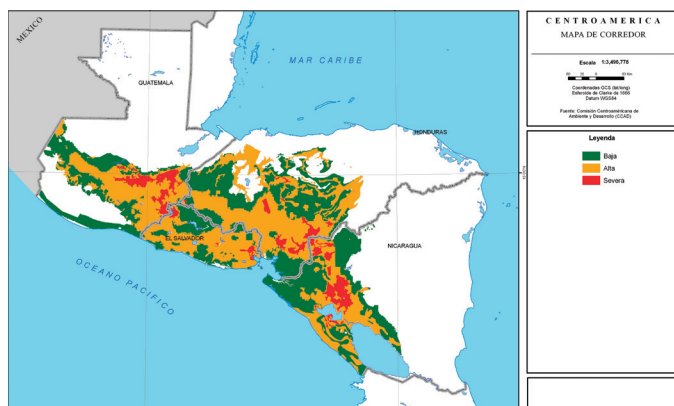 MEXICO
MAR CARIBE
GUATEMALA
HONDURAS
EL SALVADOR
NICARAGUA
OCEANO PACIFICO
CENTROAMERICA
MAPA DE CORREDOR
Escala 1:3,496,778
Coordenadas GCS (lat/long)
Esferoide de Clarke de 1866
Datum WGS84
Fuente: Comisión Centroamericana de
Ambiente y Desarrollo (CCAD)
Leyenda
Baja
Alta
Severa